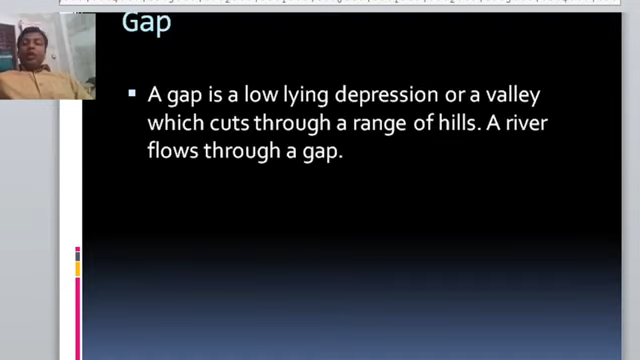 Gap
A gap is a low lying depression or a valley
which cuts through a range of hills. A river
flows through a gap.